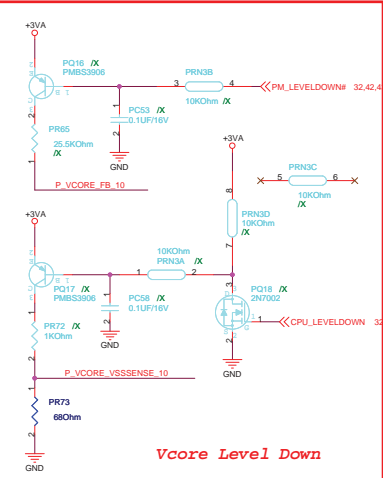 +3VA
PQ16 /X
PMBS3906
3 PRN3B 4
10KOhm /X
PM_LEVELDOWN# 32,42,4
PR65
25.5KOhm
/X
PC53 /X
0.1UF/16V
GND
P_VCORE_FB_10
+3VA
5 PRN3C 6
10KOhm
/X
8
PRN3D
10KOhm
/X
7
+3VA
PQ17 /X
PMBS3906
10KOhm /X
1 PRN3A 2
PC58 /X
0.1UF/16V
GND
PQ18 /X
2N7002
3
1
2
CPU_LEVELDOWN 32
GND
PR72 /X
1KOhm
P_VCORE_VSSSENSE_10
PR73
68Ohm
GND
Vcore Level Down